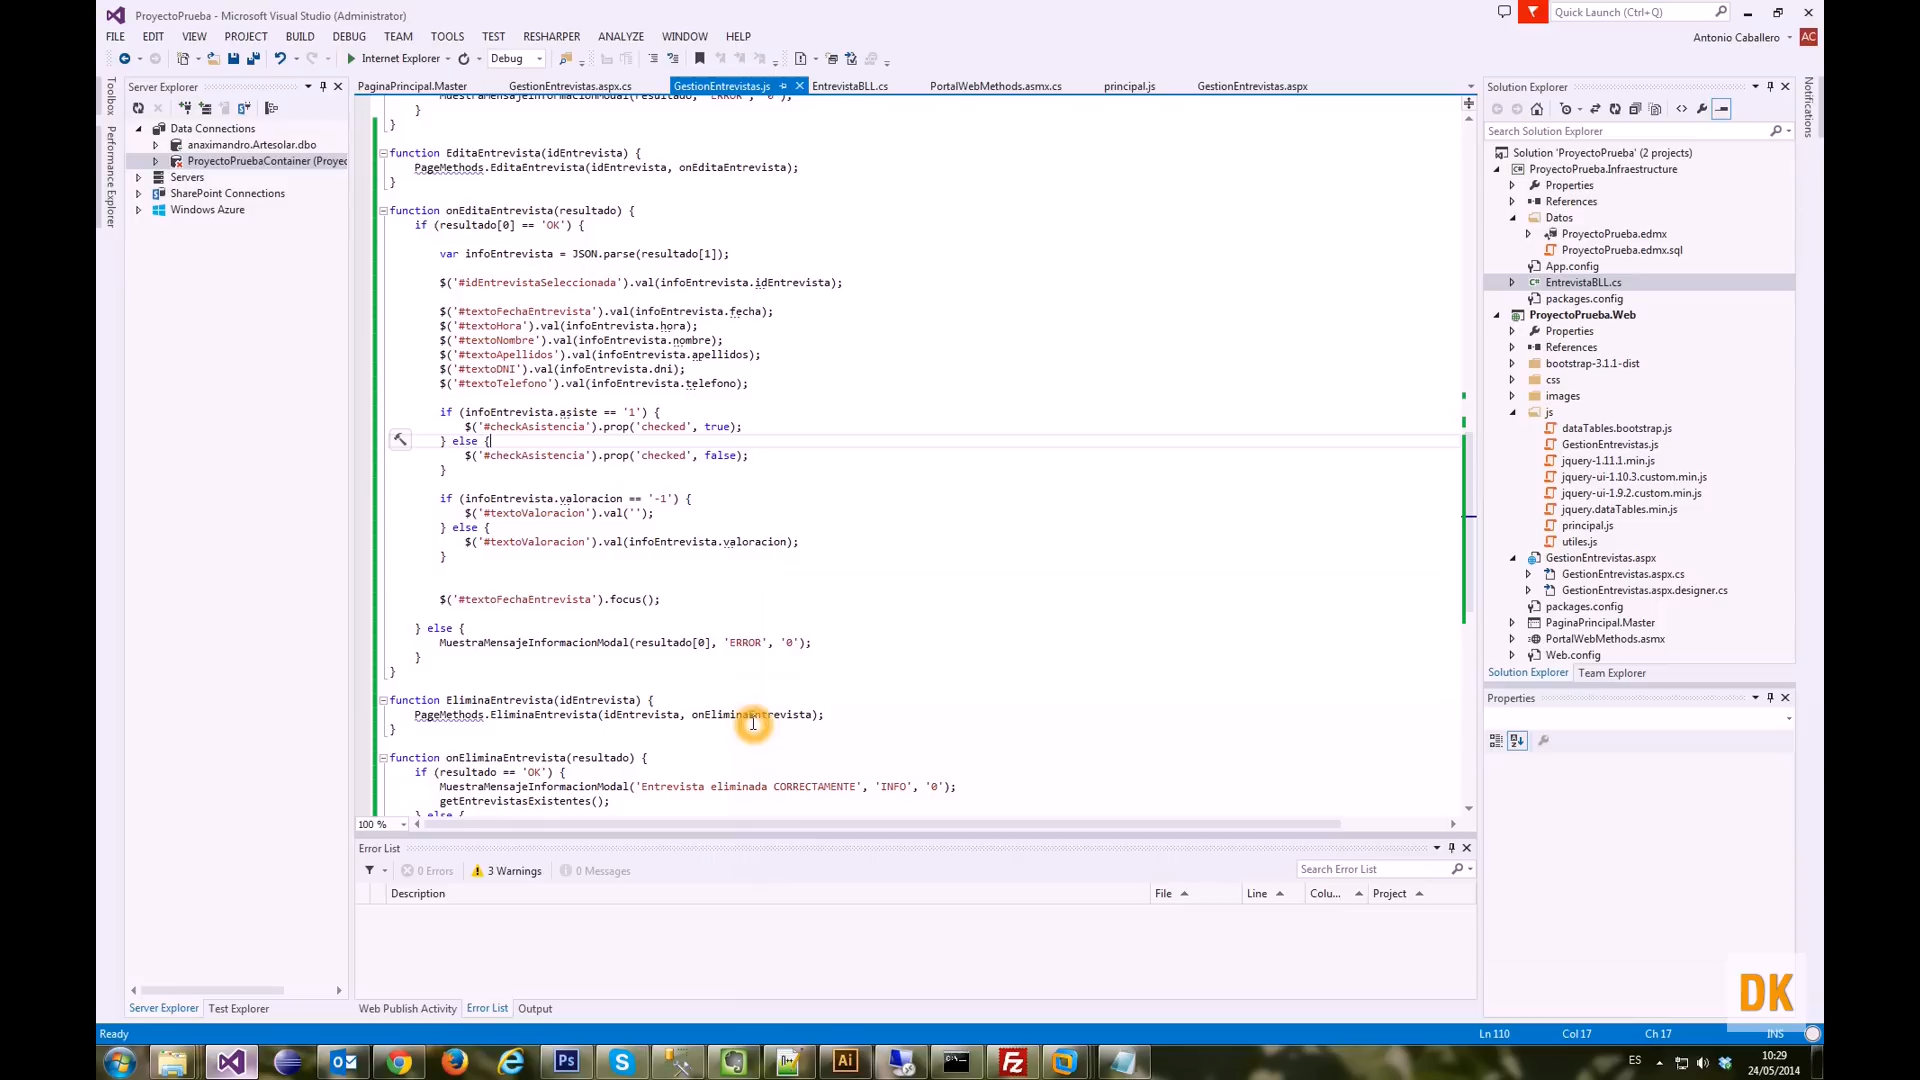 ProyectoPrueba - Microsoft Visual Studio (Administrator)
Quick Launch (Ctrl+Q)
FILE EDIT VIEW PROJECT BUILD DEBUG TEAM TOOLS TEST RESHARPER ANALYZE WINDOW HELP
Antonio Caballero AC
Internet Explorer Debug
Server Explorer
Toolbox
Performance Explorer
Data Connections
anaximandro.Artesolar.dbo
ProyectoPruebaContainer (Proyec
Servers
SharePoint Connections
Windows Azure
PaginaPrincipal.Master GestionEntrevistas.aspx.cs GestionEntrevistas.js EntrevistaBLL.cs PortalWebMethods.asmx.cs principal.js GestionEntrevistas.aspx
MuestraMensajeInformacionModal(resultado, 'ERROR', '0');
}
}
function EditaEntrevista(idEntrevista) {
PageMethods.EditaEntrevista(idEntrevista, onEditaEntrevista);
}
function onEditaEntrevista(resultado) {
if (resultado[0] == 'OK') {
var infoEntrevista = JSON.parse(resultado[1]);
$('#idEntrevistaSeleccionada').val(infoEntrevista.idEntrevista);
$('#textoFechaEntrevista').val(infoEntrevista.fecha);
$('#textoHora').val(infoEntrevista.hora);
$('#textoNombre').val(infoEntrevista.nombre);
$('#textoApellidos').val(infoEntrevista.apellidos);
$('#textoDNI').val(infoEntrevista.dni);
$('#textoTelefono').val(infoEntrevista.telefono);
if (infoEntrevista.asiste == '1') {
$('#checkAsistencia').prop('checked', true);
} else {
$('#checkAsistencia').prop('checked', false);
}
if (infoEntrevista.valoracion == '-1') {
$('#textoValoracion').val('');
} else {
$('#textoValoracion').val(infoEntrevista.valoracion);
}
$('#textoFechaEntrevista').focus();
} else {
MuestraMensajeInformacionModal(resultado[0], 'ERROR', '0');
}
}
function EliminaEntrevista(idEntrevista) {
PageMethods.EliminaEntrevista(idEntrevista, onEliminaEntrevista);
}
function onEliminaEntrevista(resultado) {
if (resultado == 'OK') {
MuestraMensajeInformacionModal('Entrevista eliminada CORRECTAMENTE', 'INFO', '0');
getEntrevistasExistentes();
} else {
100 %
Error List
0 Errors 3 Warnings 0 Messages
Search Error List
Description File Line Colu... Project
Server Explorer Test Explorer
Web Publish Activity Error List Output
Solution Explorer
Search Solution Explorer
Solution 'ProyectoPrueba' (2 projects)
ProyectoPrueba.Infraestructure
Properties
References
Datos
ProyectoPrueba.edmx
ProyectoPrueba.edmx.sql
App.config
EntrevistaBLL.cs
packages.config
ProyectoPrueba.Web
Properties
References
bootstrap-3.1.1-dist
css
images
js
dataTables.bootstrap.js
GestionEntrevistas.js
jquery-1.11.1.min.js
jquery-ui-1.10.3.custom.min.js
jquery-ui-1.9.2.custom.min.js
jquery.dataTables.min.js
principal.js
utiles.js
GestionEntrevistas.aspx
GestionEntrevistas.aspx.cs
GestionEntrevistas.aspx.designer.cs
packages.config
PaginaPrincipal.Master
PortalWebMethods.asmx
Web.config
Solution Explorer Team Explorer
Properties
Notifications
DK
Ready Ln 110 Col 17 Ch 17 INS
ES 10:29
24/05/2014